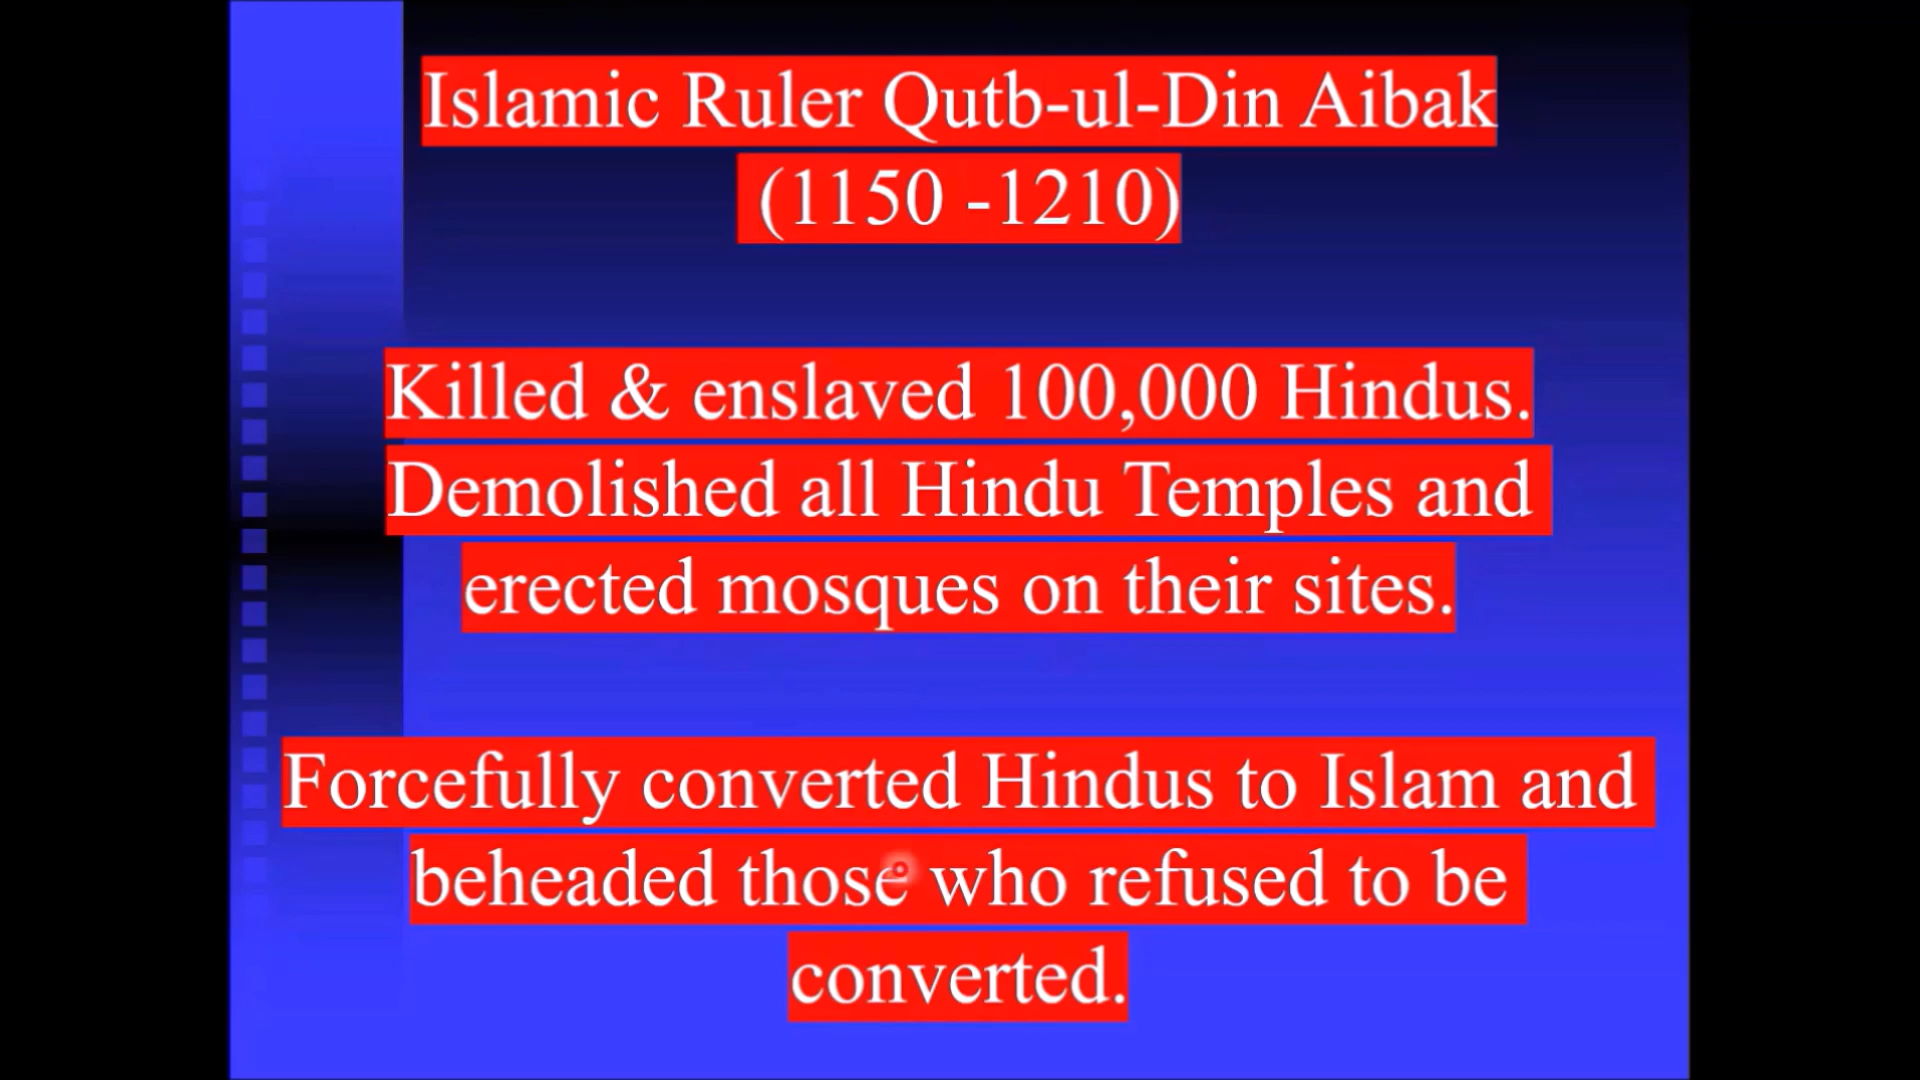 Islamic Ruler Qutb-ul-Din Aibak
(1150 -1210)
Killed & enslaved 100,000 Hindus.
Demolished all Hindu Temples and
erected mosques on their sites.
Forcefully converted Hindus to Islam and
beheaded those who refused to be
converted.